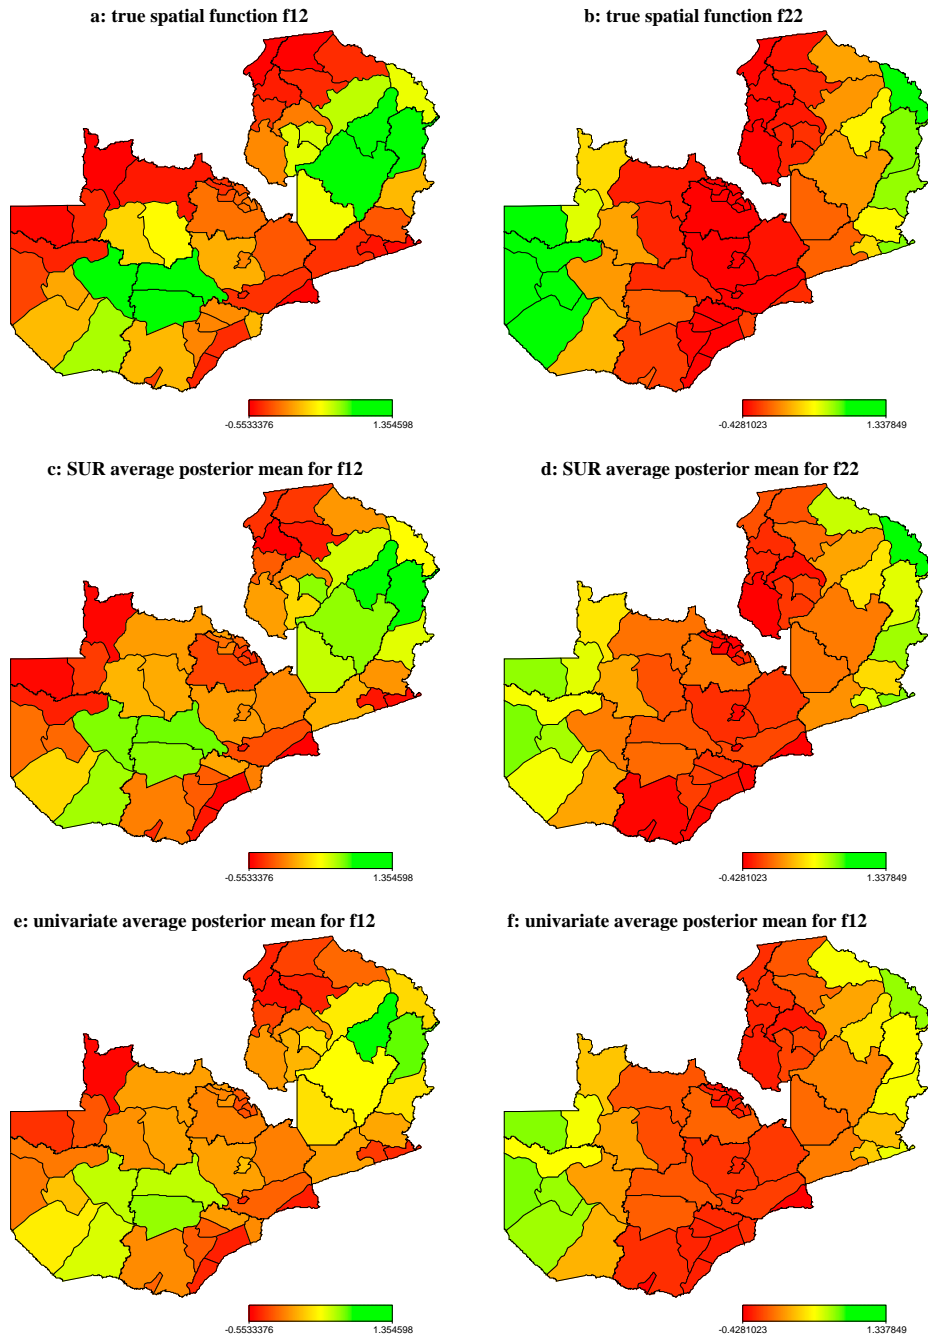 a: true spatial function f12
b: true spatial function f22
-0.5533376 1.354598
-0.4281023 1.337849
c: SUR average posterior mean for f12
d: SUR average posterior mean for f22
-0.5533376 1.354598
-0.4281023 1.337849
e: univariate average posterior mean for f12
f: univariate average posterior mean for f12
-0.5533376 1.354598
-0.4281023 1.337849